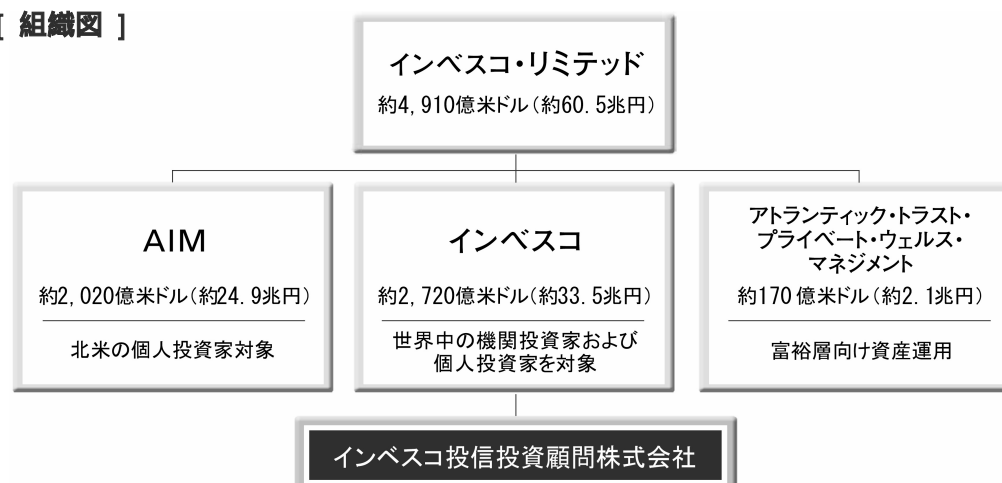 [ 組織図 ]
インベスコ・リミテッド
約4,910億米ドル(約60.5兆円)
AIM
約2,020億米ドル(約24.9兆円)
北米の個人投資家対象
インベスコ
約2,720億米ドル(約33.5兆円)
世界中の機関投資家および
個人投資家を対象
アトランティック・トラスト・
プライベート・ウェルス・
マネジメント
約170億米ドル(約2.1兆円)
富裕層向け資産運用
インベスコ投信投資顧問株式会社